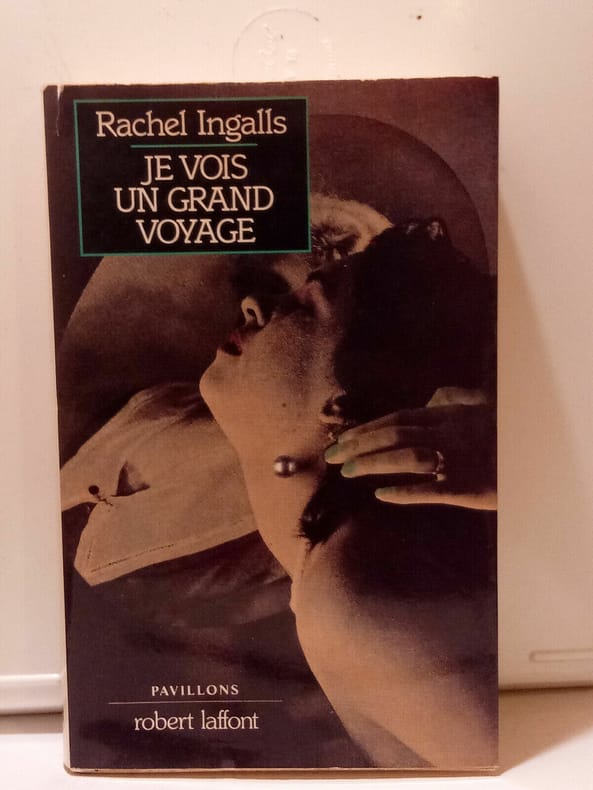 Rachel Ingalls
JE VOIS
UN GRAND
VOYAGE
PAVILLONS
robert laffont